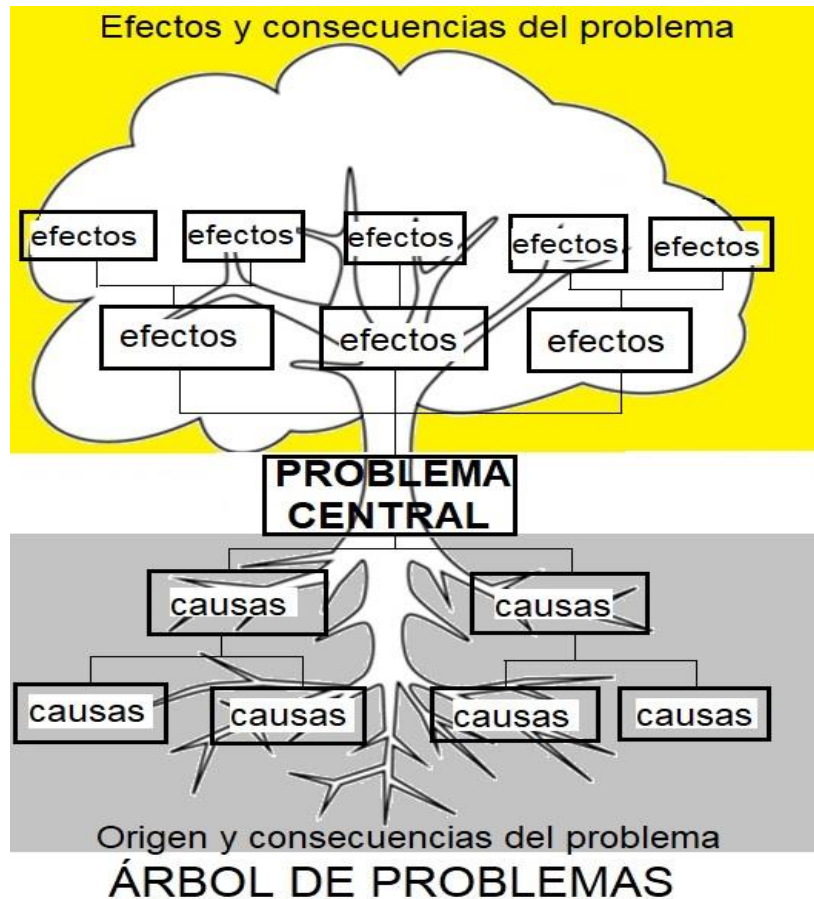 Efectos y consecuencias del problema
efectos efectos efectos efectos efectos
efectos efectos efectos
PROBLEMA
CENTRAL
causas causas
causas causas causas causas
Origen y consecuencias del problema
ÁRBOL DE PROBLEMAS